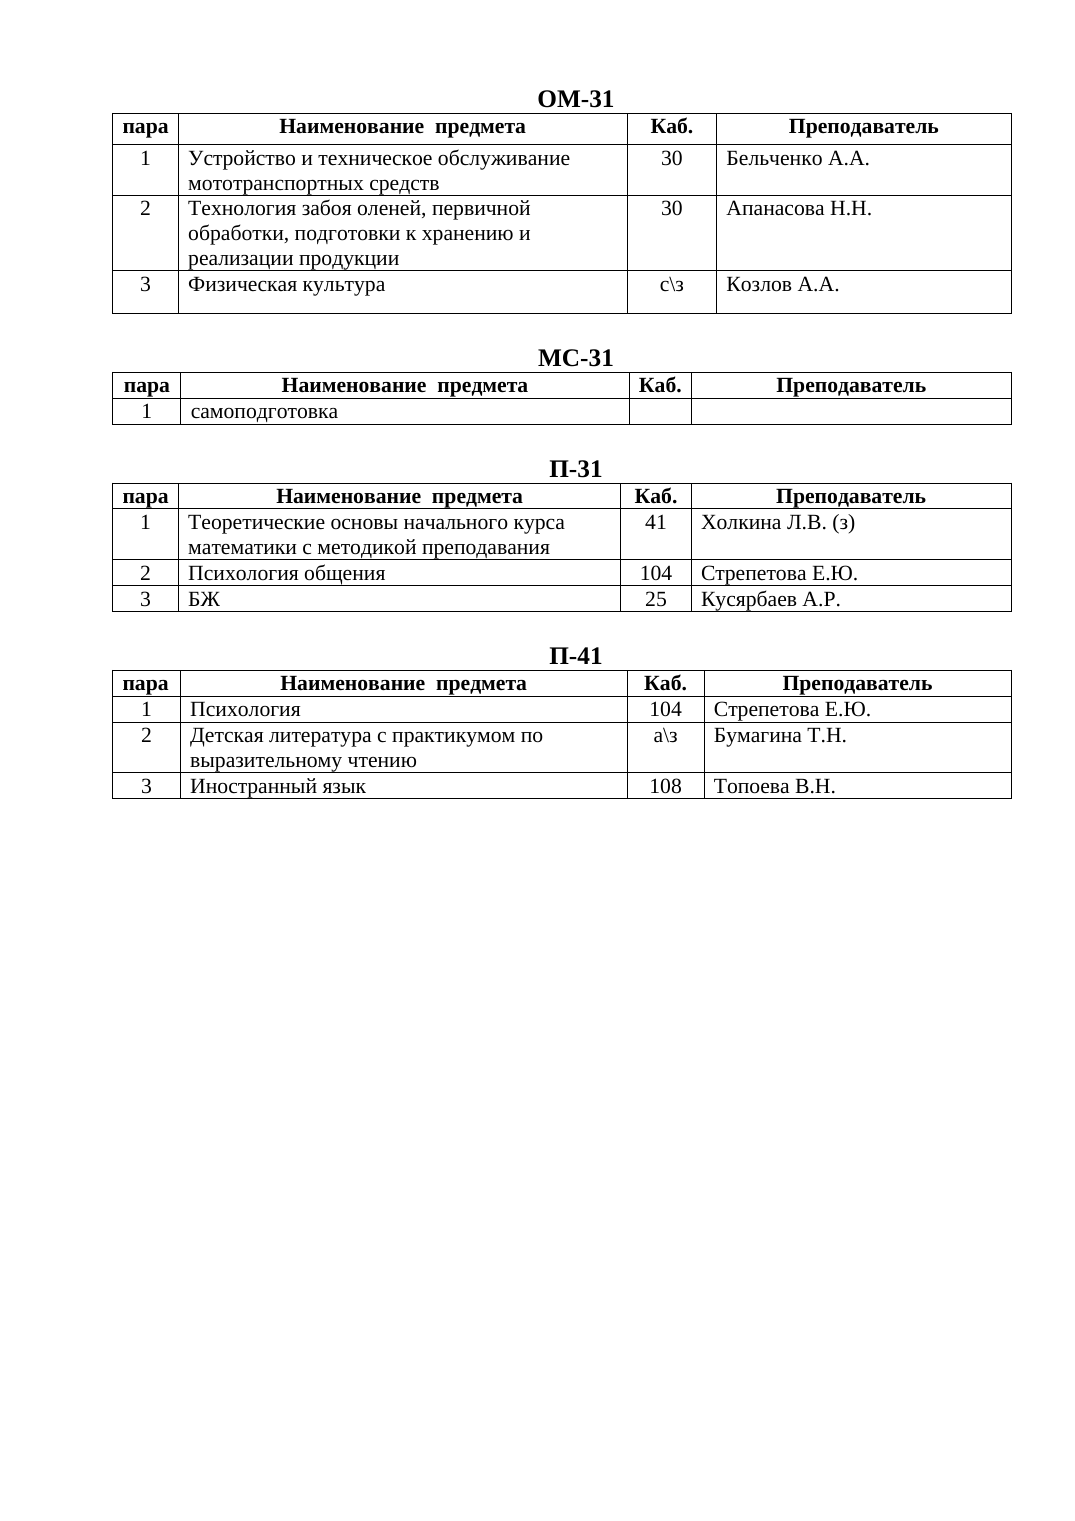 ОМ-31
пара Наименование  предмета Каб. Преподаватель
1 Устройство и техническое обслуживание 30 Бельченко А.А.
мототранспортных средств
2 Технология забоя оленей, первичной 30 Апанасова Н.Н.
обработки, подготовки к хранению и
реализации продукции
3 Физическая культура с\з Козлов А.А.
МС-31
пара Наименование  предмета Каб. Преподаватель
1 самоподготовка
П-31
пара Наименование  предмета Каб. Преподаватель
1 Теоретические основы начального курса 41 Холкина Л.В. (з)
математики с методикой преподавания
2 Психология общения 104 Стрепетова Е.Ю.
3 БЖ 25 Кусярбаев А.Р.
П-41
пара Наименование  предмета Каб. Преподаватель
1 Психология 104 Стрепетова Е.Ю.
2 Детская литература с практикумом по а\з Бумагина Т.Н.
выразительному чтению
3 Иностранный язык 108 Топоева В.Н.